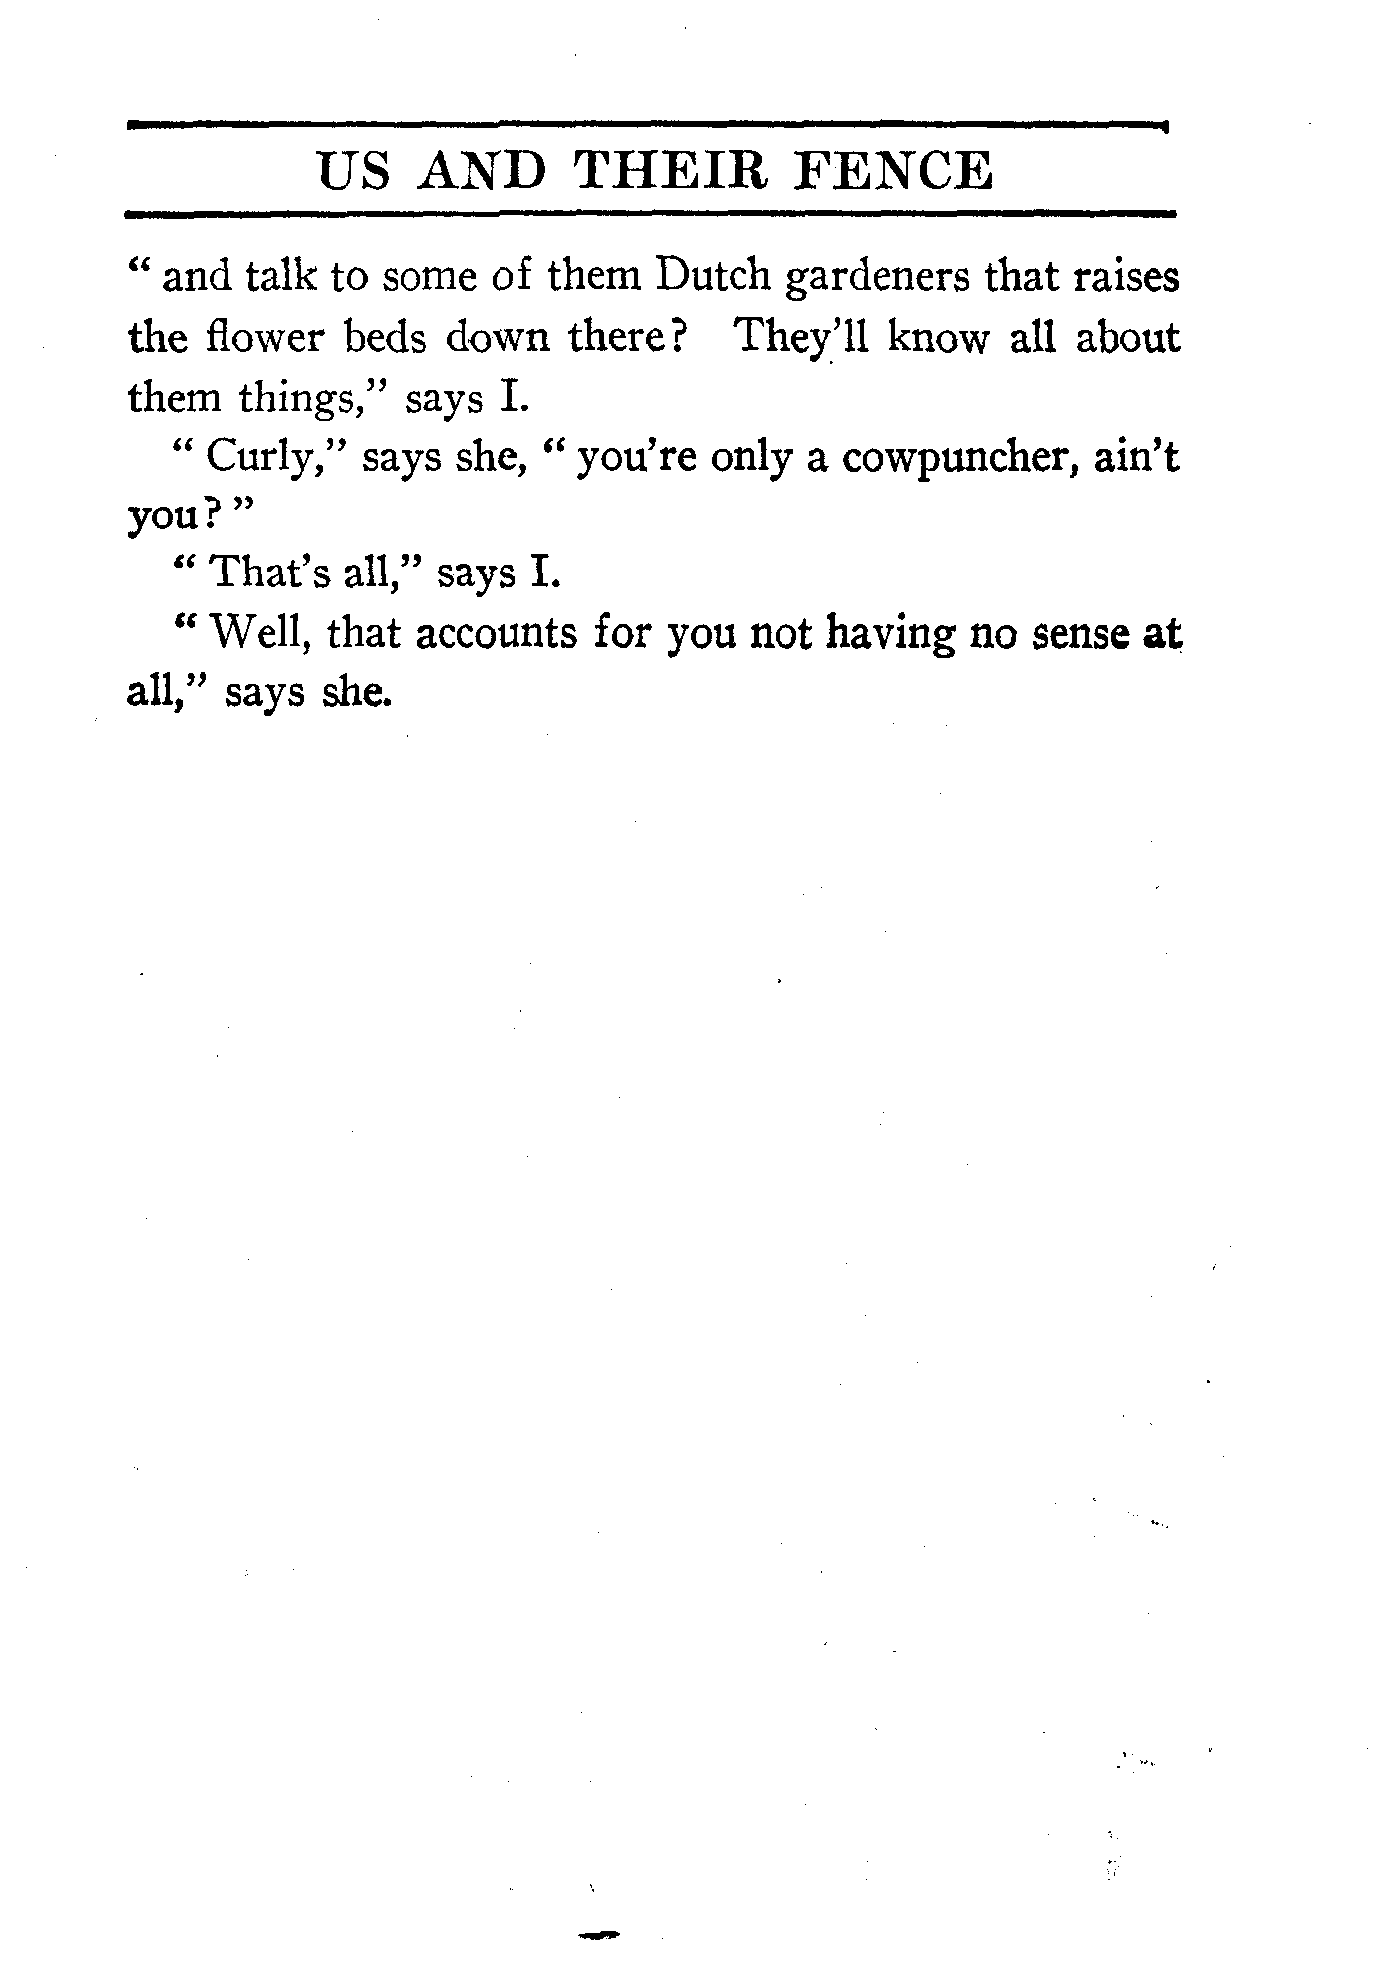 US AND THEIR FENCE
“ and talk to some of them Dutch gardeners that raises
the flower beds down there? They’ll know all about
them things,” says I.
“ Curly,” says she, “ you’re only a cowpuncher, ain’t
you? ”
“ That’s all,” says I.
“ Well, that accounts for you not having no sense at
all,” says she.